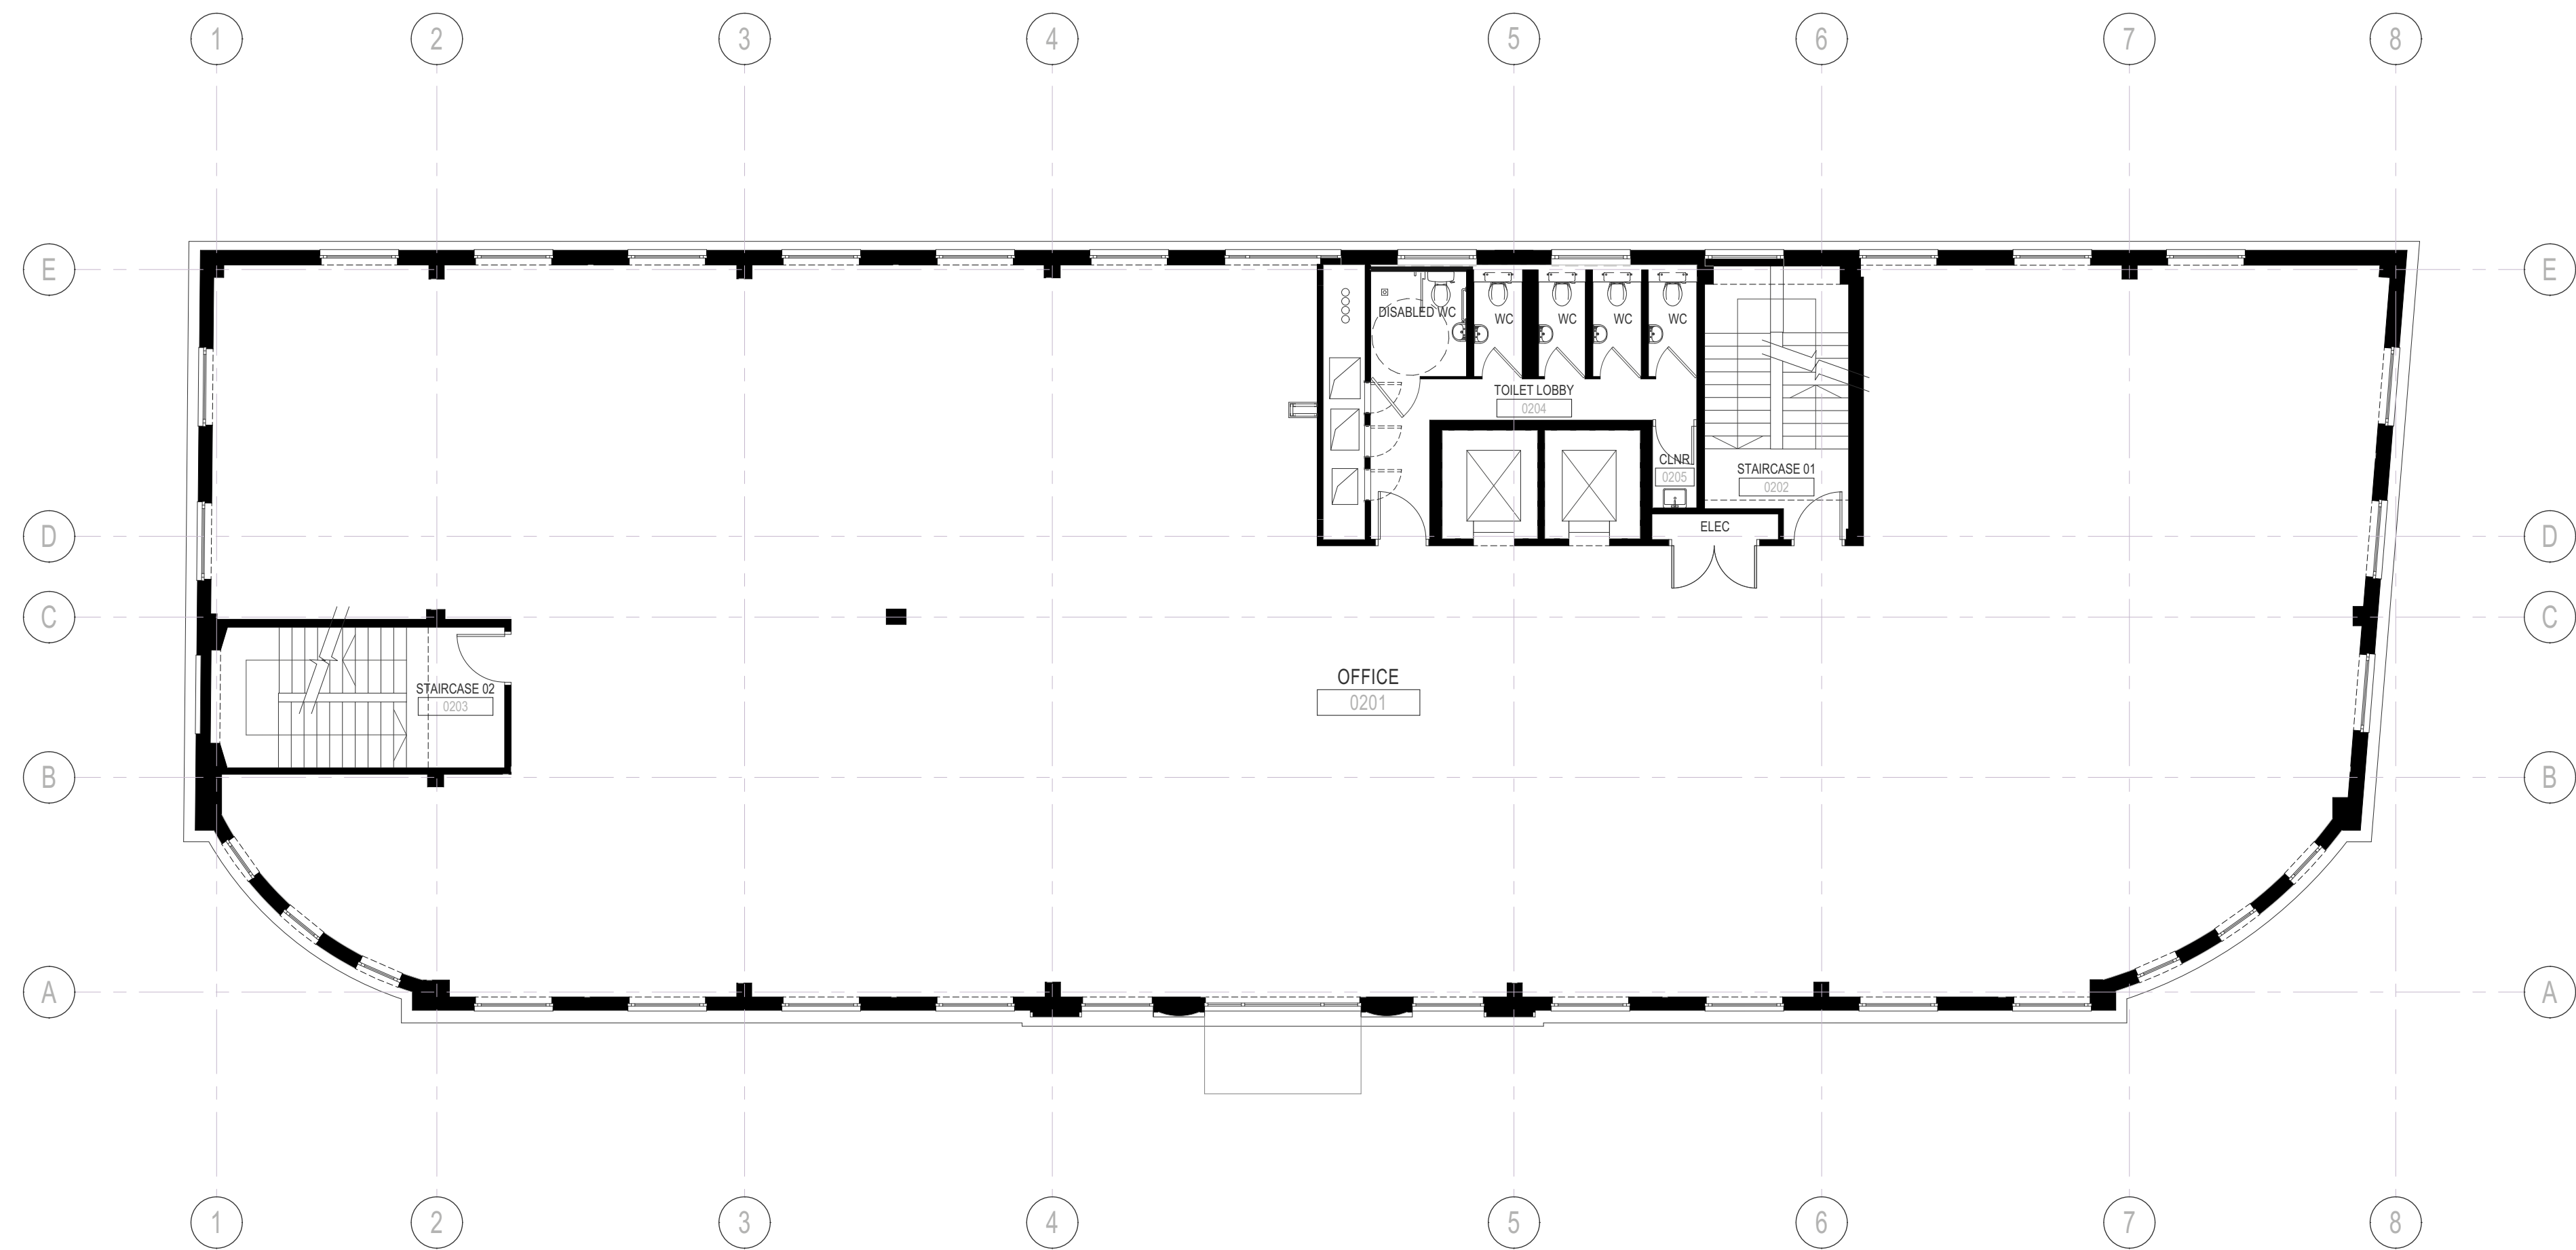 1 2 3 4 5 6 7 8
E E
DISABLED WC WC WC WC WC
TOILET LOBBY
0204
CLNR
0205
STAIRCASE 01
0202
ELEC
D D
C C
OFFICE
0201
STAIRCASE 02
0203
B B
A A
1 2 3 4 5 6 7 8